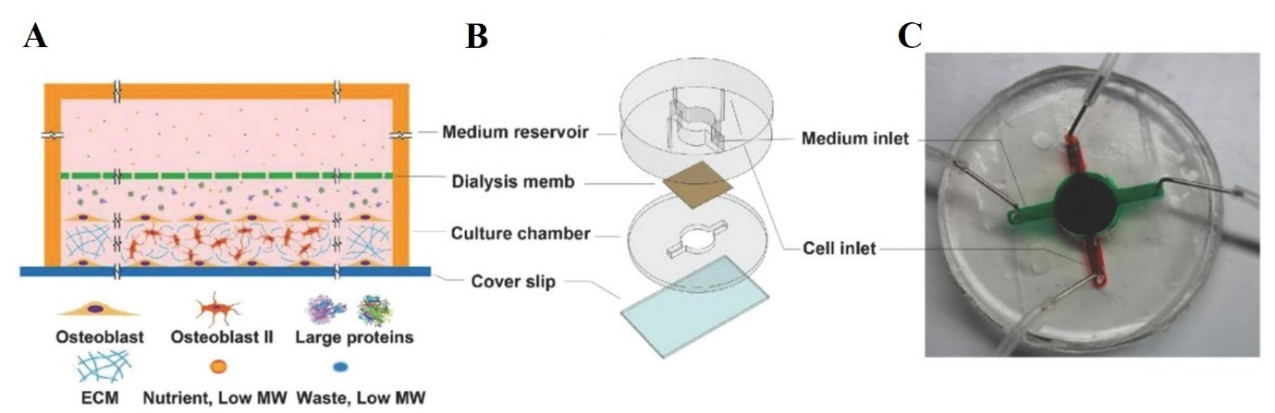 A
B
C
Medium reservoir
Dialysis memb
Culture chamber
Cover slip
Medium inlet
Cell inlet
Osteoblast Osteoblast II Large proteins
ECM Nutrient, Low MW Waste, Low MW